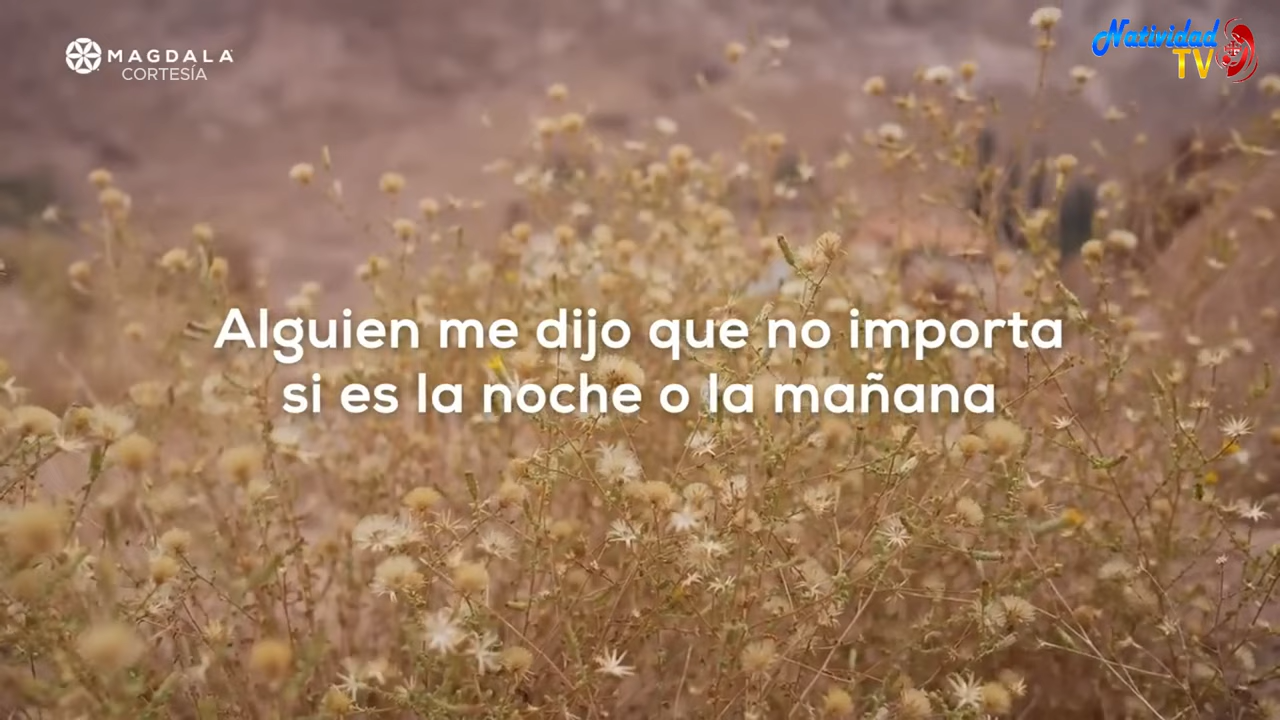 MAGDALA
CORTESÍA
Natividad
TV
Alguien me dijo que no importa
si es la noche o la mañana